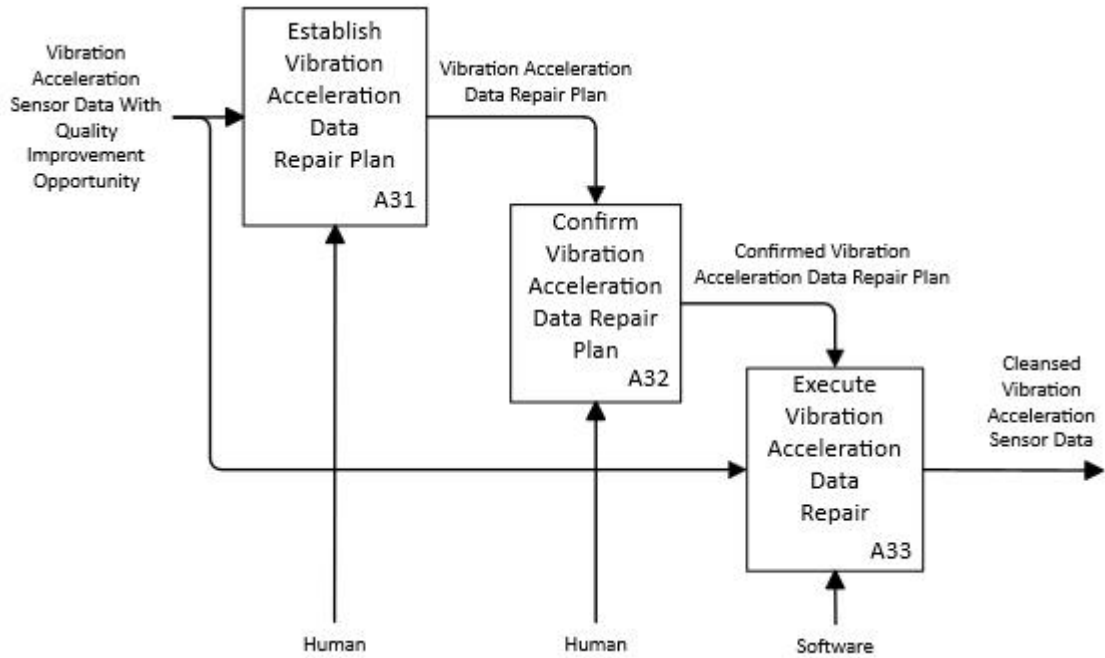 Vibration
Acceleration
Sensor Data With
Quality
Improvement
Opportunity
Establish
Vibration
Acceleration
Data
Repair Plan
A31
Vibration Acceleration
Data Repair Plan
Confirm
Vibration
Acceleration
Data Repair
Plan
A32
Confirmed Vibration
Acceleration Data Repair Plan
Execute
Vibration
Acceleration
Data
Repair
A33
Cleansed
Vibration
Acceleration
Sensor Data
Human
Human
Software